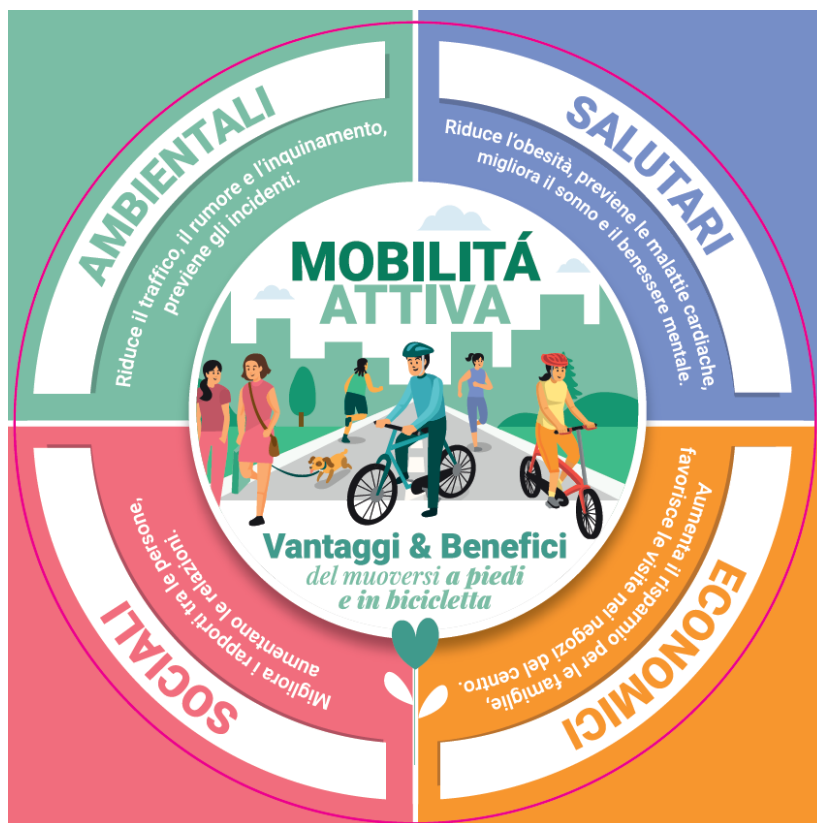 MOBILITÁ
ATTIVA
Vantaggi & Benefici
del muoversi a piedi
e in bicicletta
AMBIENTALI
Riduce il traffico, il rumore e l'inquinamento,
previene gli incidenti.
SALUTARI
Riduce l'obesità, previene le malattie cardiache,
migliora il sonno e il benessere mentale.
ECONOMICI
Aumenta il risparmio per le famiglie,
favorisce le visite nei negozi del centro.
SOCIALI
Migliora i rapporti tra le persone,
aumentano le relazioni.